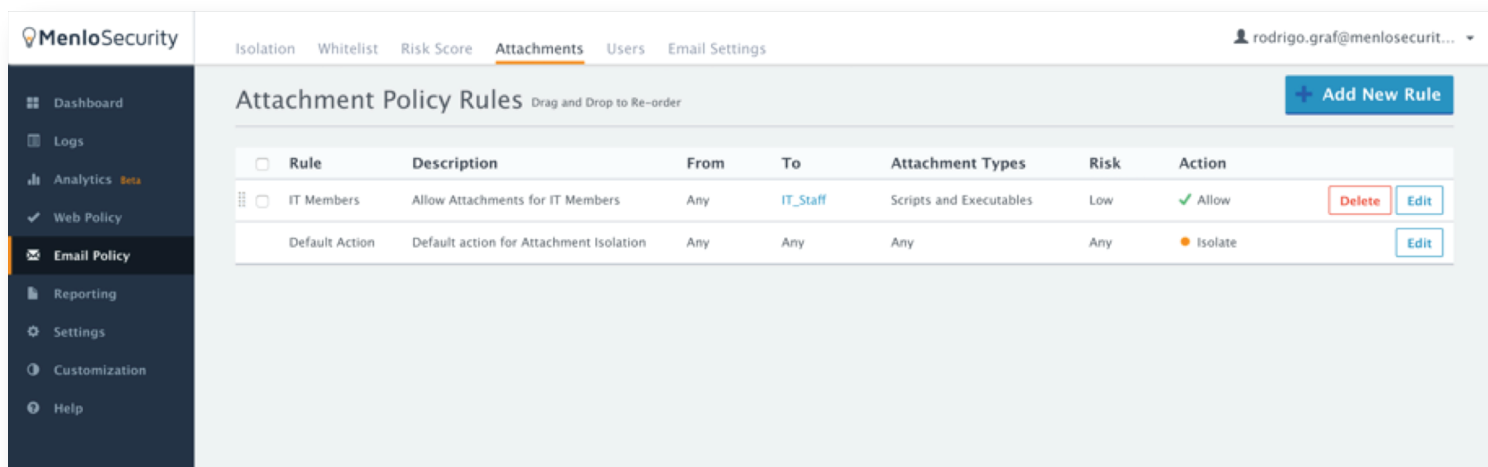 MenloSecurity
Isolation Whitelist Risk Score Attachments Users Email Settings
rodrigo.graf@menlosecurit...
Dashboard
Logs
Analytics Beta
Web Policy
Email Policy
Reporting
Settings
Customization
Help
Attachment Policy Rules Drag and Drop to Re-order
Add New Rule
Rule Description From To Attachment Types Risk Action
IT Members Allow Attachments for IT Members Any IT_Staff Scripts and Executables Low Allow Delete Edit
Default Action Default action for Attachment Isolation Any Any Any Any Isolate Edit